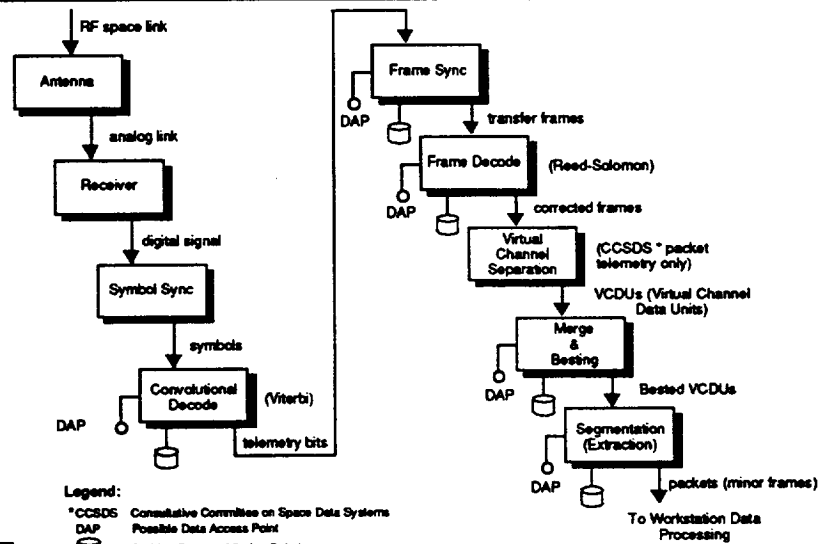 RF space link
Antenna
analog link
Receiver
digital signal
Symbol Sync
symbols
Convolutional
Decode
(Viterbi)
DAP
telemetry bits
Frame Sync
DAP
transfer frames
Frame Decode
(Reed-Solomon)
DAP
corrected frames
Virtual
Channel
Separation
(CCSDS * packet
telemetry only)
VCDUs (Virtual Channel
Data Units)
Merge
&
Besting
DAP
Bested VCDUs
Segmentation
(Extraction)
DAP
packets (minor frames)
To Workstation Data
Processing
Legend:
*CCSDS Consultative Committee on Space Data Systems
DAP Possible Data Access Point